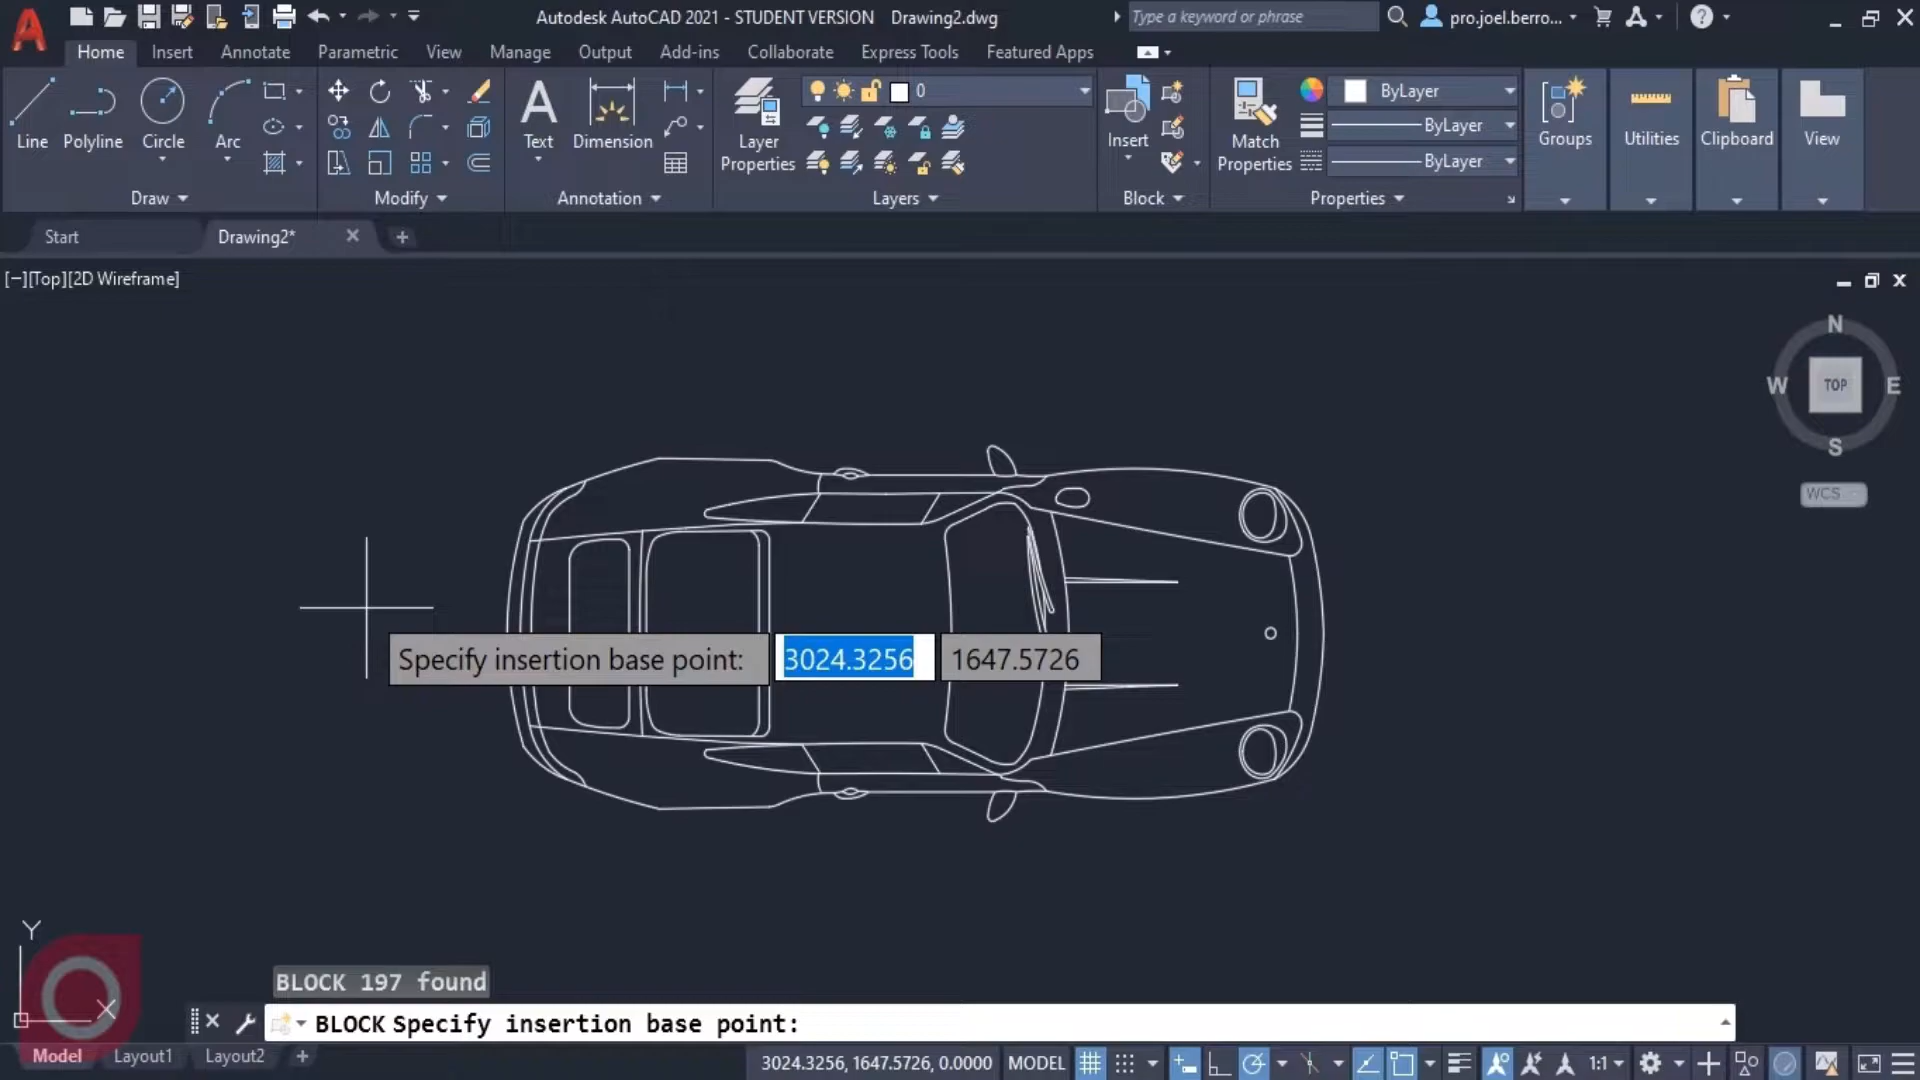 Autodesk AutoCAD 2021 - STUDENT VERSION Drawing2.dwg
Type a keyword or phrase
pro.joel.berro...
Home Insert Annotate Parametric View Manage Output Add-ins Collaborate Express Tools Featured Apps
0
ByLayer
ByLayer
ByLayer
Line Polyline Circle Arc
Text Dimension
Layer
Properties
Insert
Match
Properties
Groups Utilities Clipboard View
Draw Modify Annotation Layers Block Properties
Start Drawing2*
[−][Top][2D Wireframe]
N
W TOP E
S
WCS
Specify insertion base point: 3024.3256 1647.5726
Y
X
BLOCK 197 found
BLOCK Specify insertion base point:
Model Layout1 Layout2
3024.3256, 1647.5726, 0.0000 MODEL 1:1